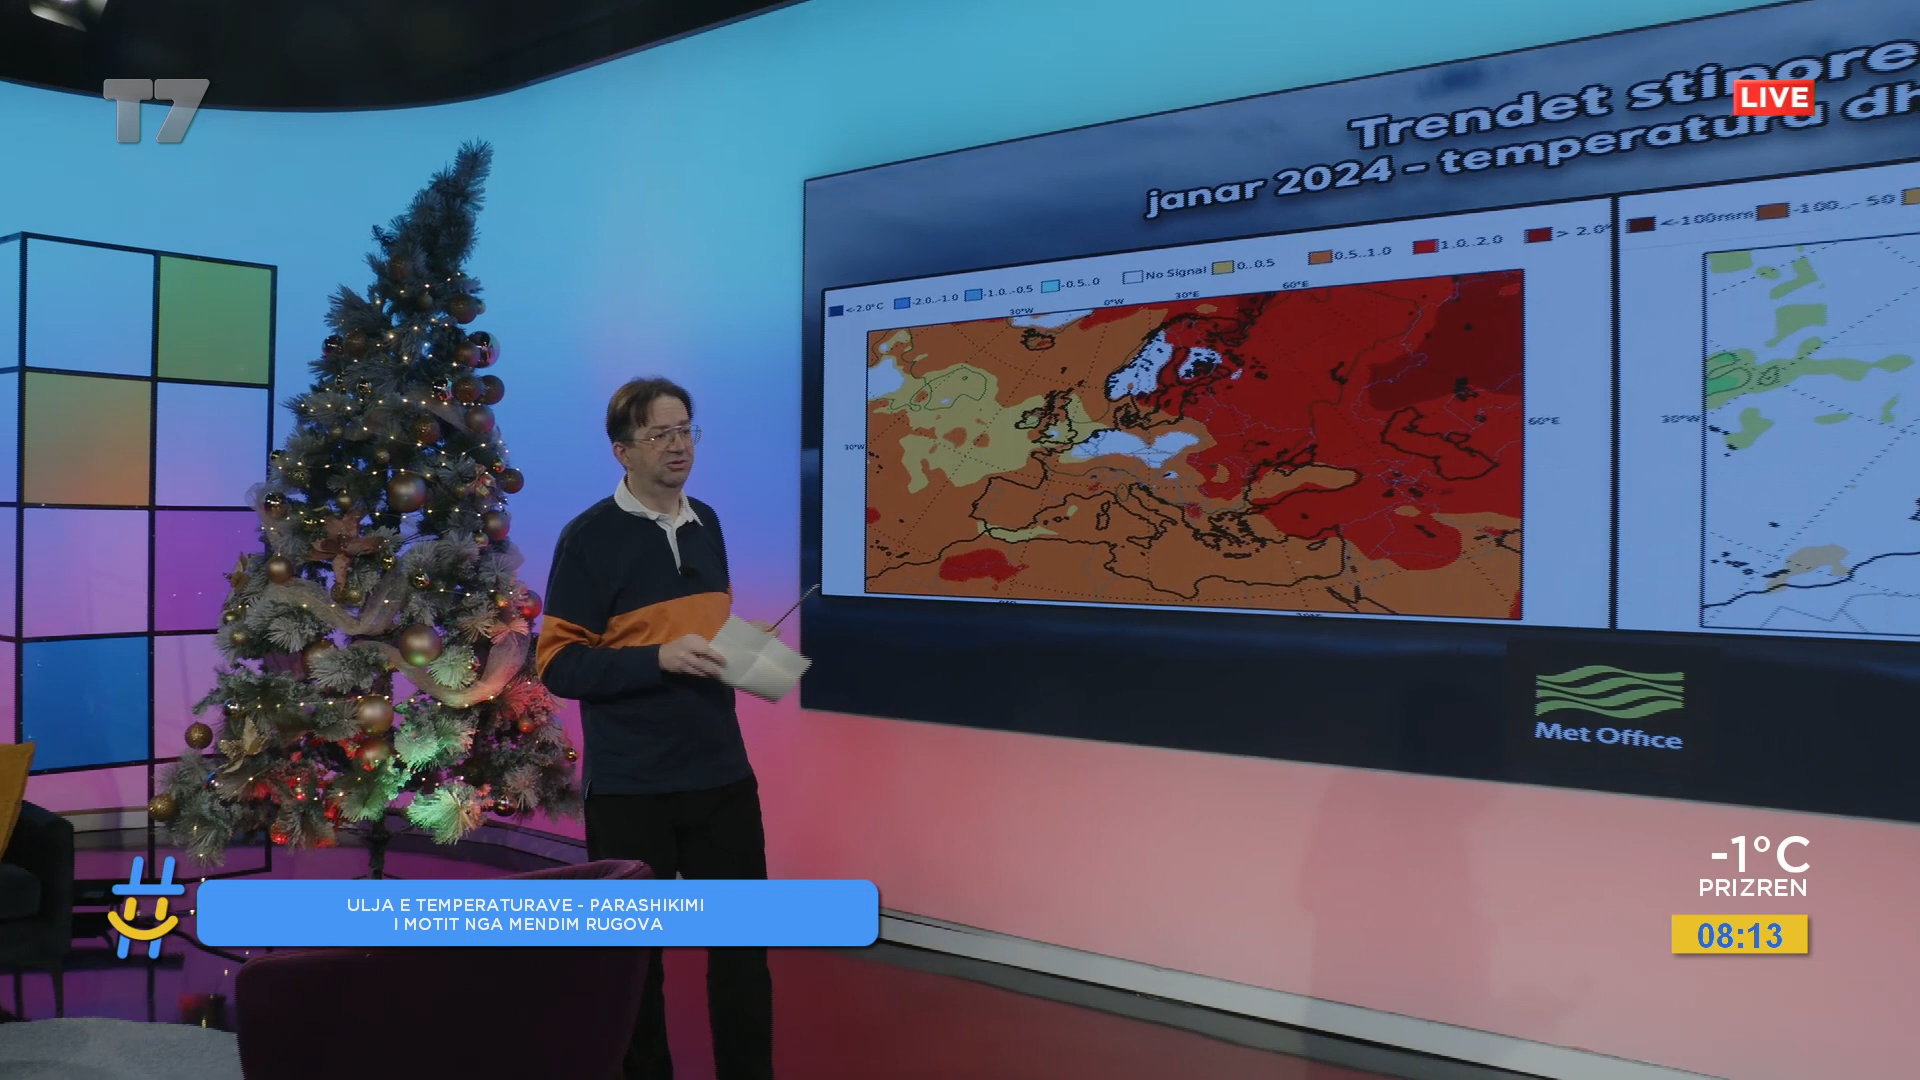 T7
LIVE
Trendet stinore
janar 2024 - temperatura dh
<-2.0°C -2.0..-1.0 -1.0..-0.5 -0.5..0 No Signal 0..0.5 0.5..1.0 1.0..2.0 > 2.0°
<-100mm -100..- 50
30°W 0°W 30°E 60°E
30°W
60°E
30°W
Met Office
-1°C
PRIZREN
08:13
ULJA E TEMPERATURAVE - PARASHIKIMI
I MOTIT NGA MENDIM RUGOVA